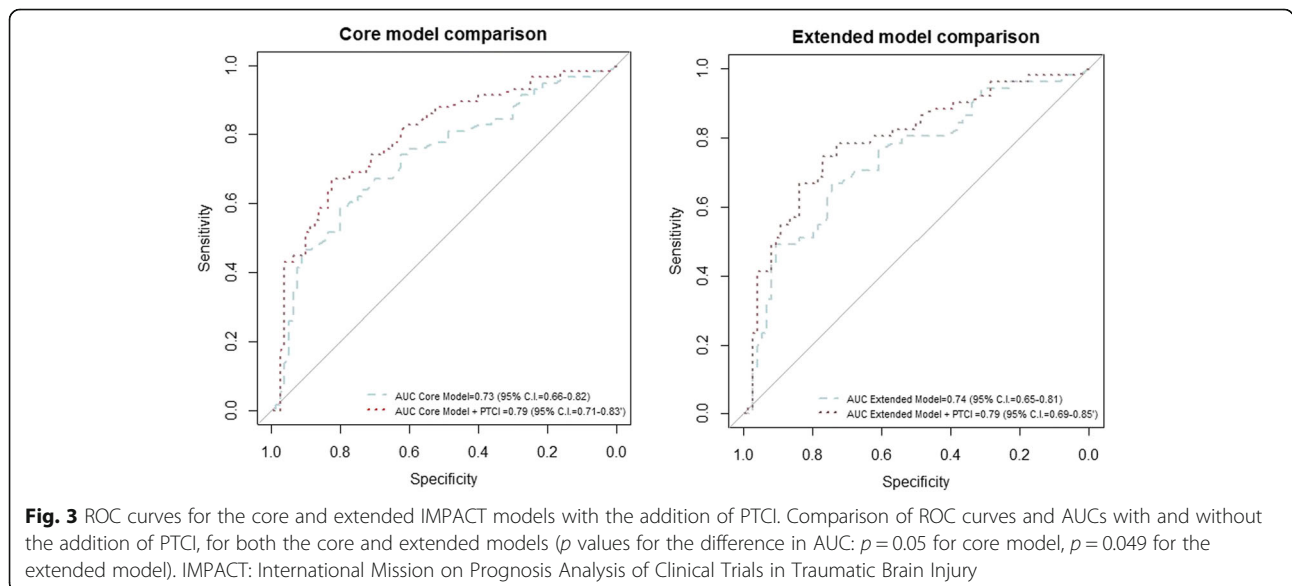 Core model comparison
Sensitivity
1.0
0.8
0.6
0.4
0.2
0.0
AUC Core Model=0.73 (95% C.I.=0.66-0.82)
AUC Core Model + PTCI =0.79 (95% C.I.=0.71-0.83')
1.0 0.8 0.6 0.4 0.2 0.0
Specificity
Extended model comparison
Sensitivity
1.0
0.8
0.6
0.4
0.2
0.0
AUC Extended Model=0.74 (95% C.I.=0.65-0.81)
AUC Extended Model + PTCI =0.79 (95% C.I.=0.69-0.85')
1.0 0.8 0.6 0.4 0.2 0.0
Specificity
Fig. 3 ROC curves for the core and extended IMPACT models with the addition of PTCI. Comparison of ROC curves and AUCs with and without
the addition of PTCI, for both the core and extended models (p values for the difference in AUC: p = 0.05 for core model, p = 0.049 for the
extended model). IMPACT: International Mission on Prognosis Analysis of Clinical Trials in Traumatic Brain Injury